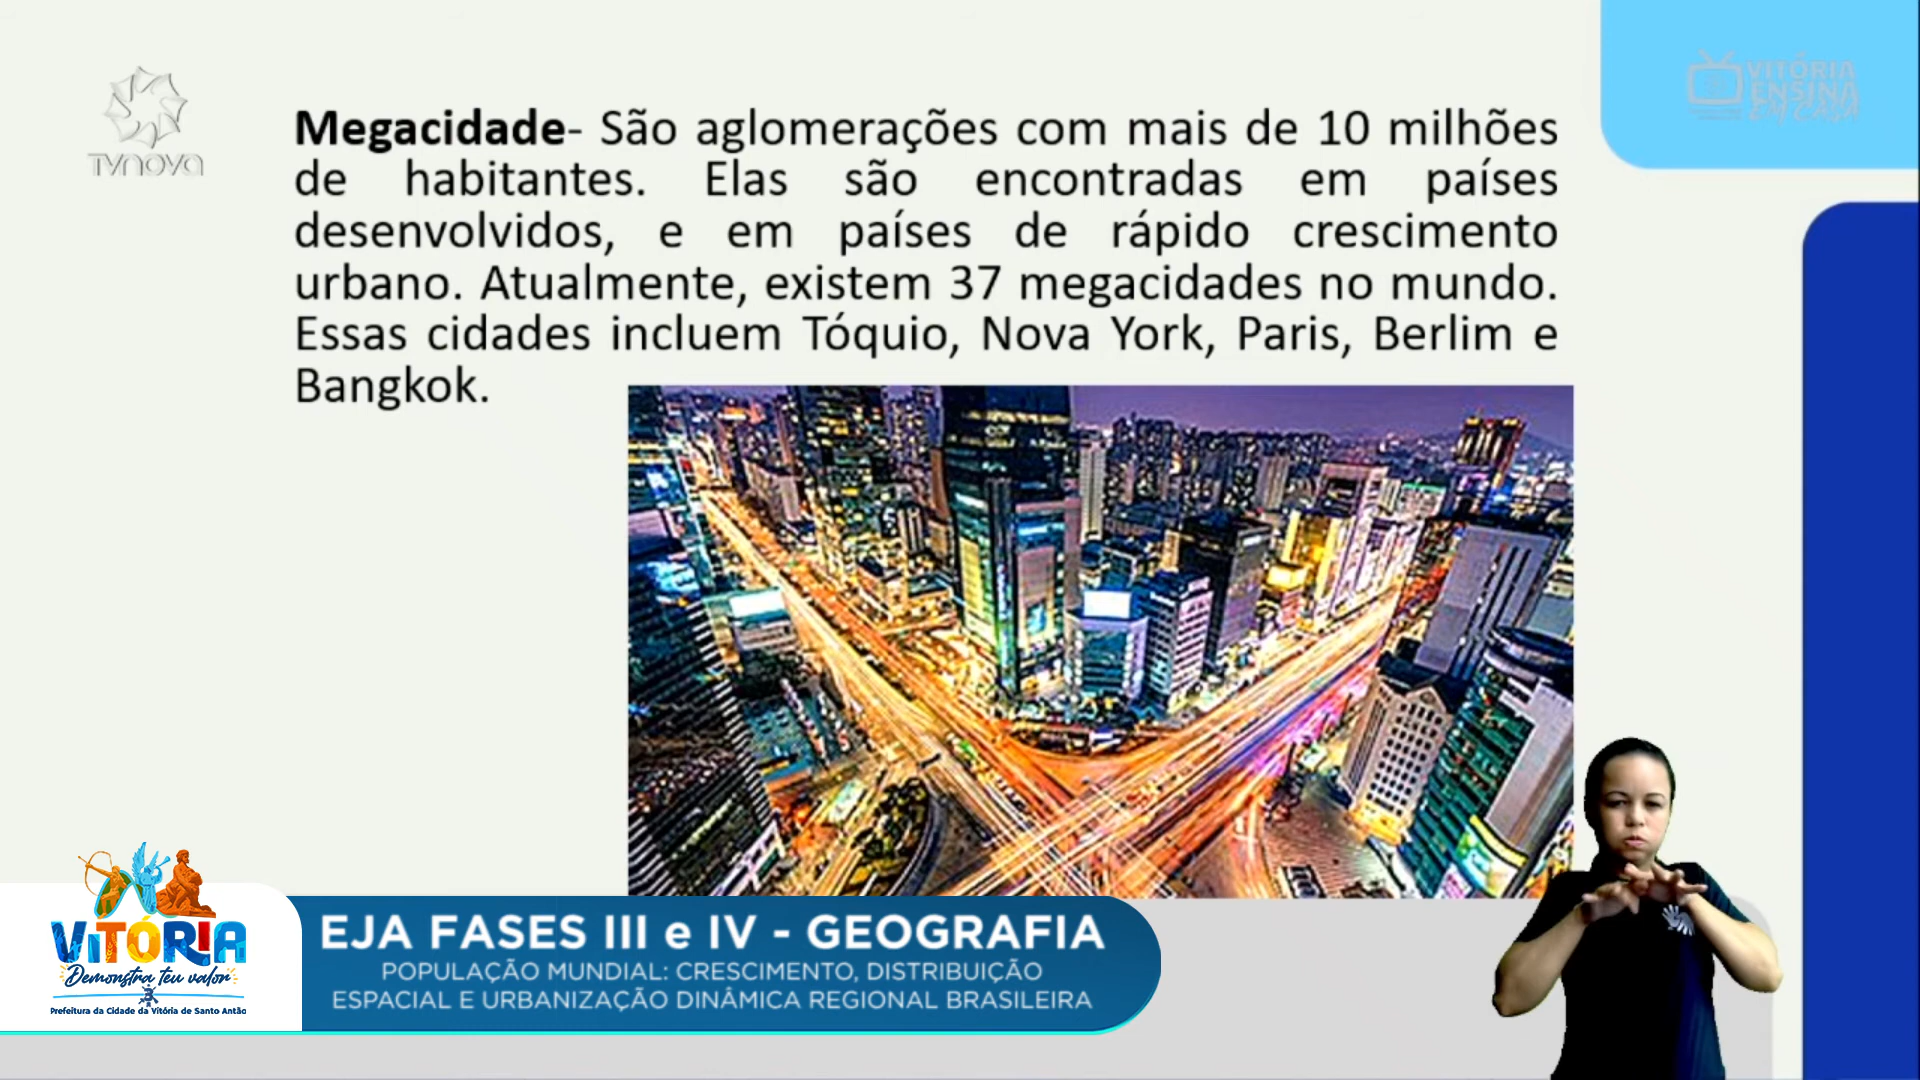 TVNOVA
VITÓRIA
ENSINA
EM CASA
Megacidade- São aglomerações com mais de 10 milhões
de habitantes. Elas são encontradas em países
desenvolvidos, e em países de rápido crescimento
urbano. Atualmente, existem 37 megacidades no mundo.
Essas cidades incluem Tóquio, Nova York, Paris, Berlim e
Bangkok.
VITÓRIA
Demonstra teu valor
Prefeitura da Cidade da Vitória de Santo Antão
EJA FASES III e IV - GEOGRAFIA
POPULAÇÃO MUNDIAL: CRESCIMENTO, DISTRIBUIÇÃO
ESPACIAL E URBANIZAÇÃO DINÂMICA REGIONAL BRASILEIRA